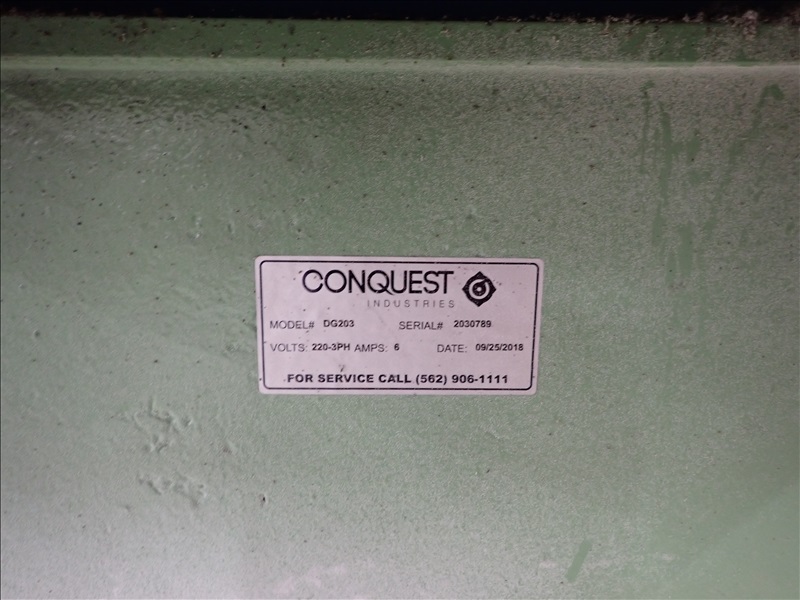 CONQUEST
INDUSTRIES
MODEL# DG203 SERIAL# 2030789
VOLTS: 220-3PH AMPS: 6 DATE: 09/25/2018
FOR SERVICE CALL (562) 906-1111